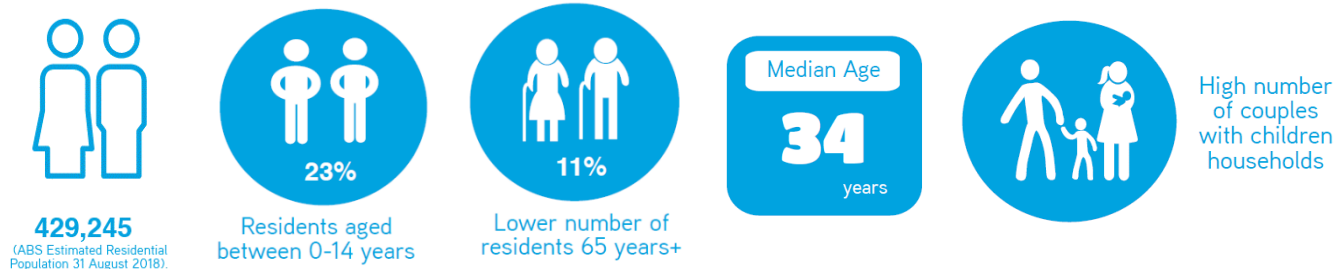 429,245
(ABS Estimated Residential
Population 31 August 2018).
23%
Residents aged
between 0-14 years
11%
Lower number of
residents 65 years+
Median Age
34
years
High number
of couples
with children
households